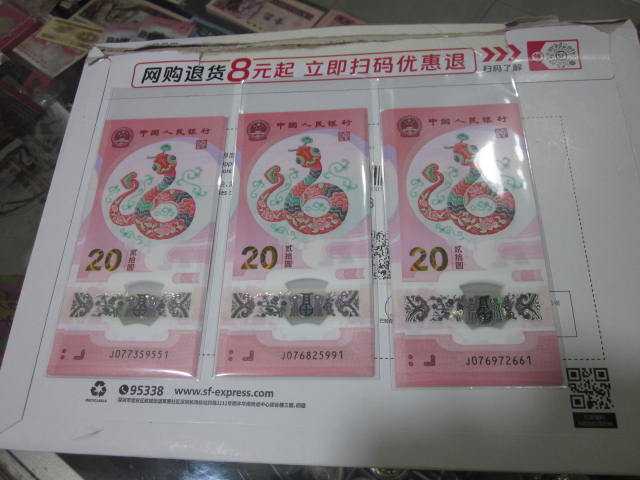 网购退货8元起 立即扫码优惠退
扫码了解
中国人民银行
20
贰拾圆
J077359551
中国人民银行
20
贰拾圆
J076825991
中国人民银行
20
贰拾圆
J076972661
RECYCLABLE
95338 www.sf-express.com